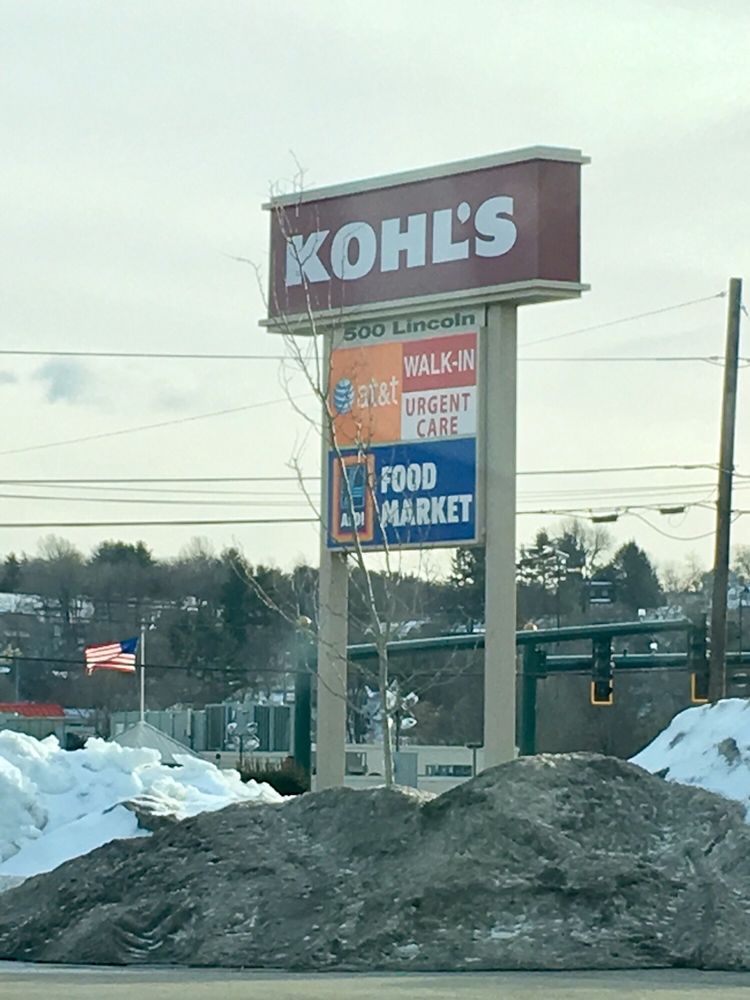 KOHL'S
500 Lincoln
at&t
WALK-IN
URGENT
CARE
ALDI
FOOD
MARKET